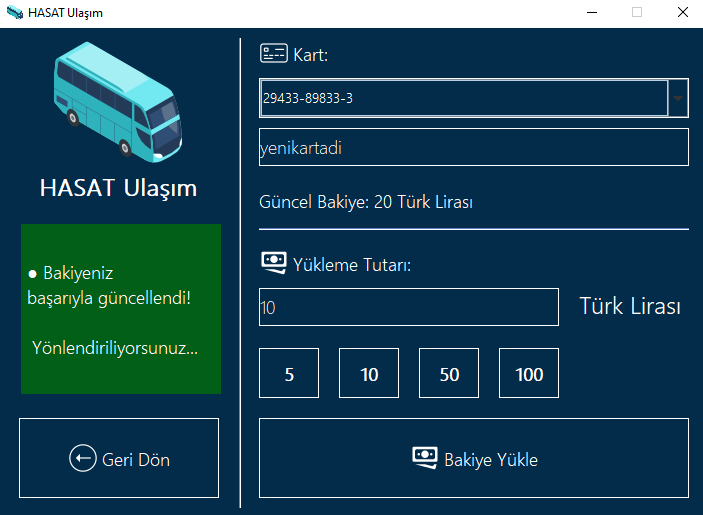 HASAT Ulaşım
HASAT Ulaşım
● Bakiyeniz
başarıyla güncellendi!
Yönlendiriliyorsunuz...
Geri Dön
Kart:
29433-89833-3
yenikartadi
Güncel Bakiye: 20 Türk Lirası
Yükleme Tutarı:
10 Türk Lirası
5 10 50 100
Bakiye Yükle